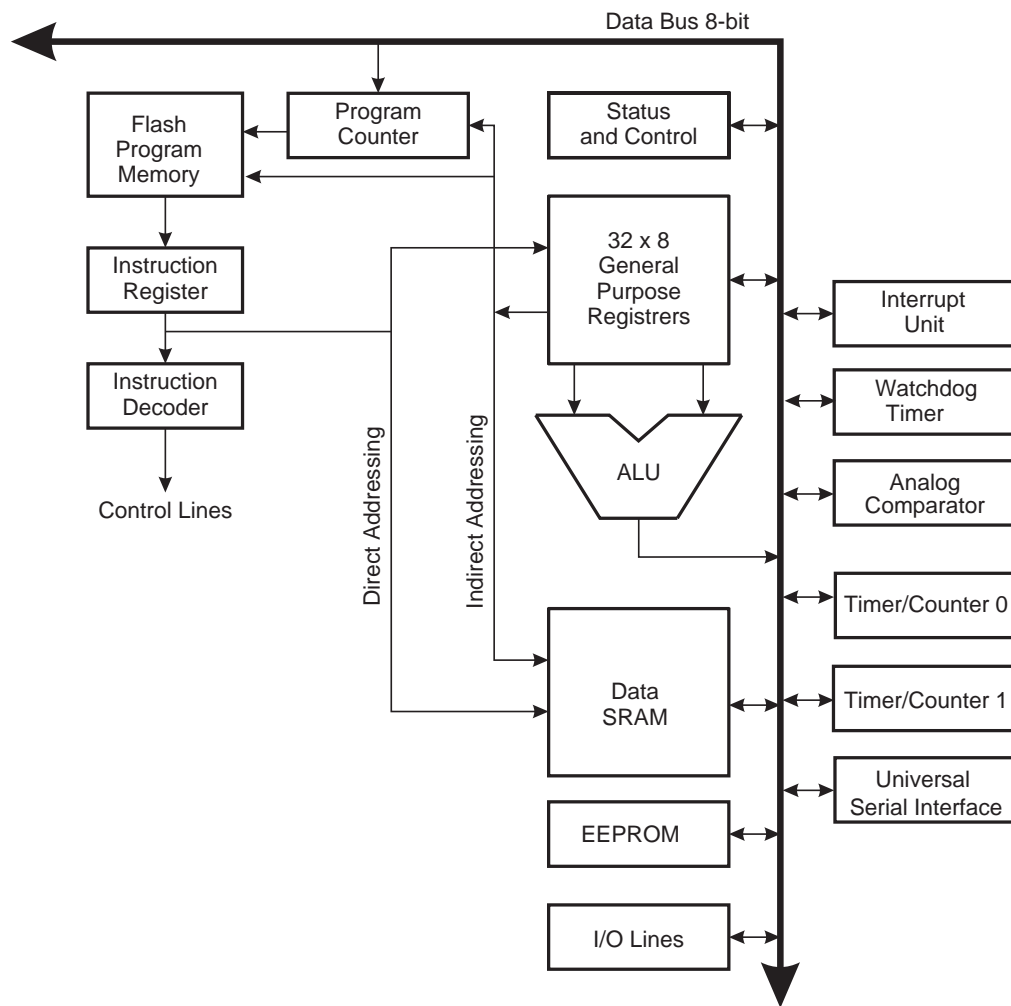 Data Bus 8-bit
Flash
Program
Memory
Program
Counter
Status
and Control
32 x 8
General
Purpose
Registrers
Instruction
Register
Instruction
Decoder
Control Lines
Direct Addressing
Indirect Addressing
ALU
Interrupt
Unit
Watchdog
Timer
Analog
Comparator
Timer/Counter 0
Data
SRAM
Timer/Counter 1
Universal
Serial Interface
EEPROM
I/O Lines